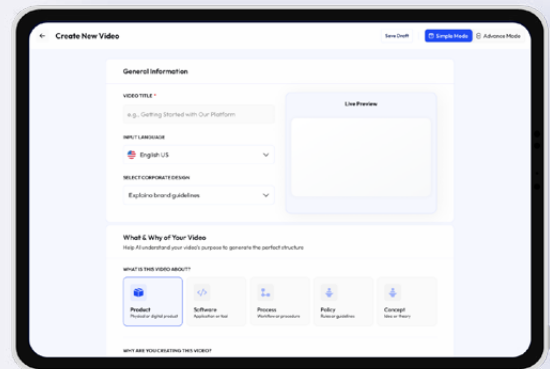 ← Create New Video
Save Draft
Simple Mode
Advance Mode
General Information
VIDEO TITLE *
e.g., Getting Started with Our Platform
INPUT LANGUAGE
English US
SELECT CORPORATE DESIGN
Explaino brand guidelines
Live Preview
What & Why of Your Video
Help AI understand your video's purpose to generate the perfect structure
WHAT IS THIS VIDEO ABOUT?
Product
Physical or digital product
Software
Application or tool
Process
Workflow or procedure
Policy
Rules or guidelines
Concept
Idea or theory
WHY ARE YOU CREATING THIS VIDEO?